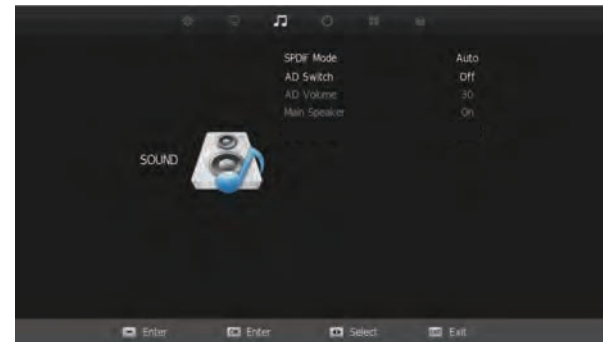 SPDIF Mode Auto
AD Switch Off
AD Volume 30
Main Speaker On
SOUND
Enter Enter Select Exit